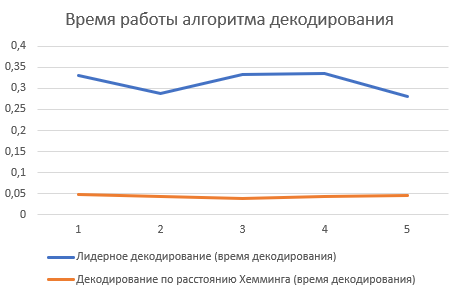 Время работы алгоритма декодирования
0,4
0,35
0,3
0,25
0,2
0,15
0,1
0,05
0
1 2 3 4 5
Лидерное декодирование (время декодирования)
Декодирование по расстоянию Хемминга (время декодирования)